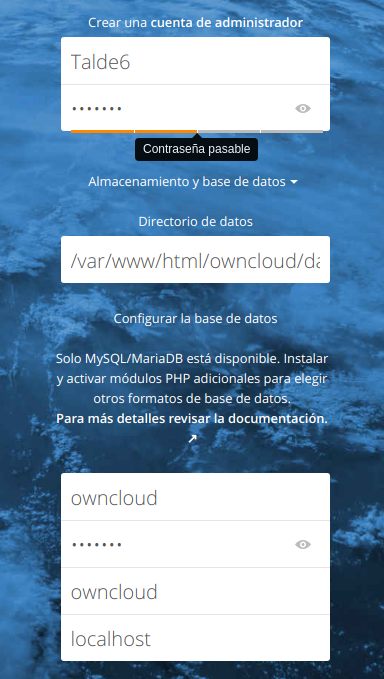 Crear una cuenta de administrador
Talde6
•••••••
Contraseña pasable
Almacenamiento y base de datos
Directorio de datos
/var/www/html/owncloud/da
Configurar la base de datos
Solo MySQL/MariaDB está disponible. Instalar
y activar módulos PHP adicionales para elegir
otros formatos de base de datos.
Para más detalles revisar la documentación.
↗
owncloud
•••••••
owncloud
localhost